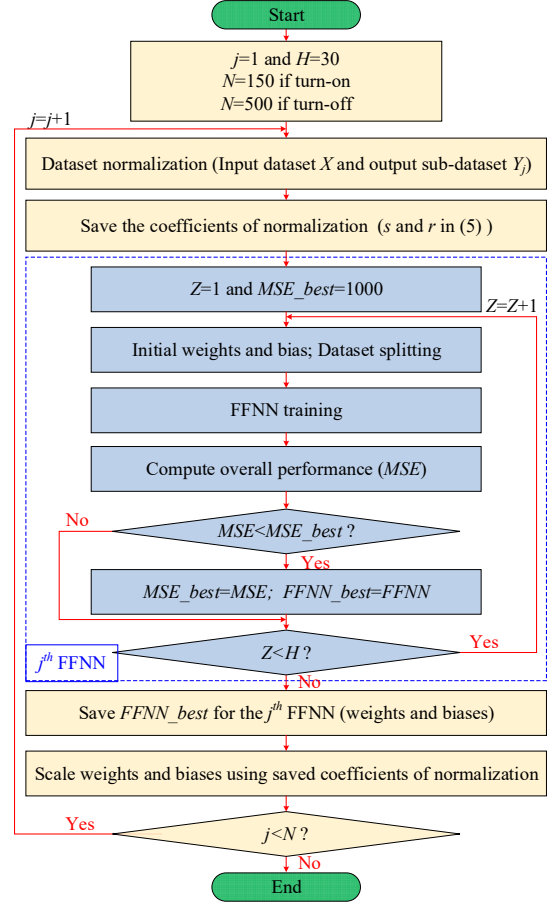 Start
j=1 and H=30
N=150 if turn-on
N=500 if turn-off
j=j+1
Dataset normalization (Input dataset X and output sub-dataset Yj)
Save the coefficients of normalization (s and r in (5) )
Z=1 and MSE_best=1000
Z=Z+1
Initial weights and bias; Dataset splitting
FFNN training
Compute overall performance (MSE)
No
MSE<MSE_best ?
Yes
MSE_best=MSE; FFNN_best=FFNN
Z<H ?
Yes
jth FFNN
No
Save FFNN_best for the jth FFNN (weights and biases)
Scale weights and biases using saved coefficients of normalization
Yes
j<N ?
No
End